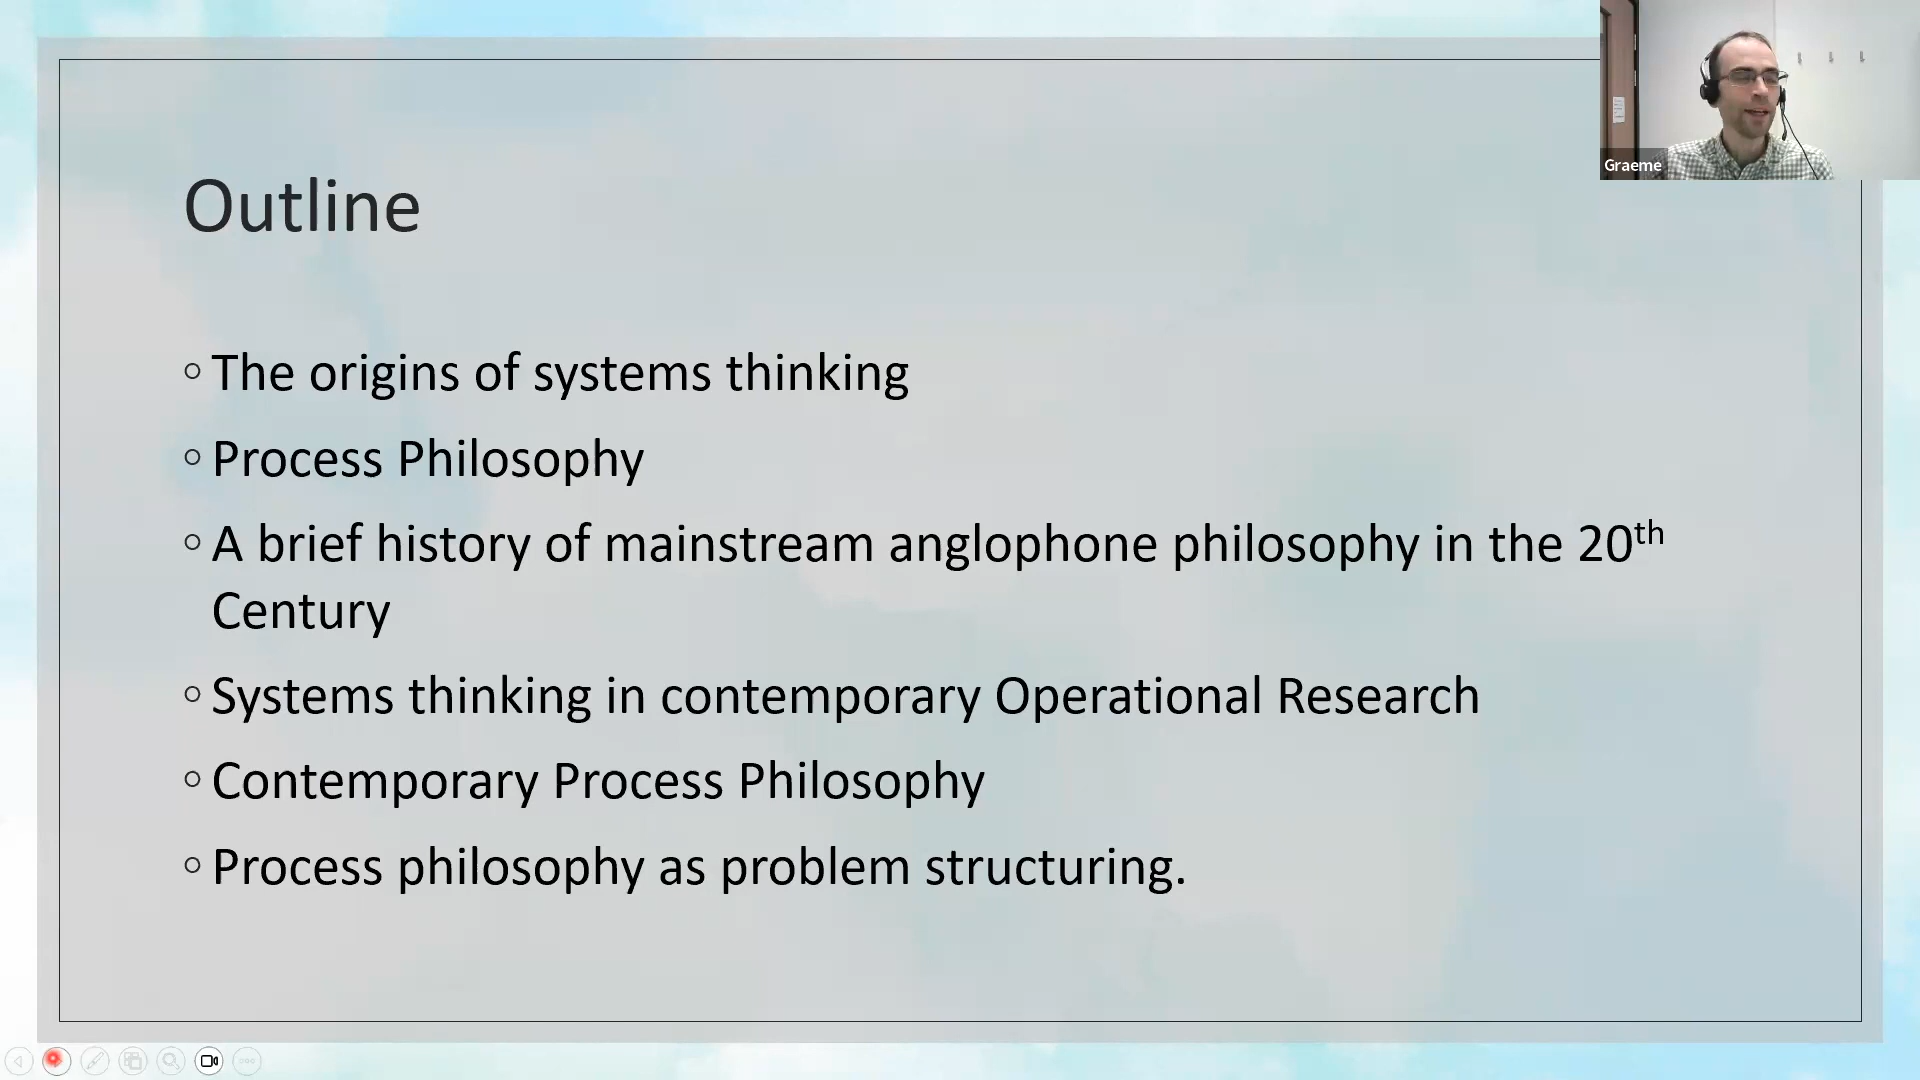 Graeme
Outline
The origins of systems thinking
Process Philosophy
A brief history of mainstream anglophone philosophy in the 20th
Century
Systems thinking in contemporary Operational Research
Contemporary Process Philosophy
Process philosophy as problem structuring.